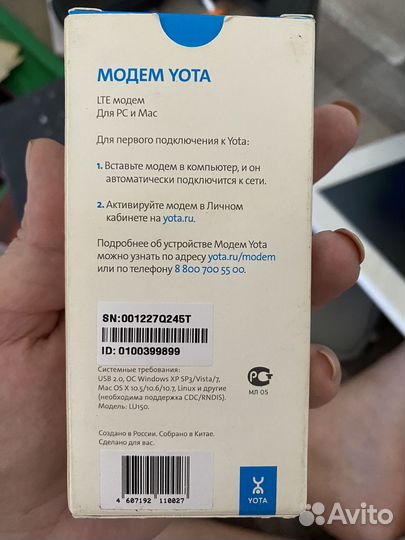 МОДЕМ YOTA
LTE модем
Для PC и Mac
Для первого подключения к Yota:
1. Вставьте модем в компьютер, и он
автоматически подключится к сети.
2. Активируйте модем в Личном
кабинете на yota.ru.
Подробнее об устройстве Модем Yota
можно узнать по адресу yota.ru/modem
или по телефону 8 800 700 55 00.
SN:001227Q245T
ID: 0100399899
Системные требования:
USB 2.0, ОС Windows XP SP3/Vista/7,
Mac OS X 10.5/10.6/10.7, Linux и другие
(необходима поддержка CDC/RNDIS).
Модель: LU150.
РСТ
МЛ 05
Создано в России. Собрано в Китае.
Сделано для вас.
4 607192 110027
YOTA
Avito